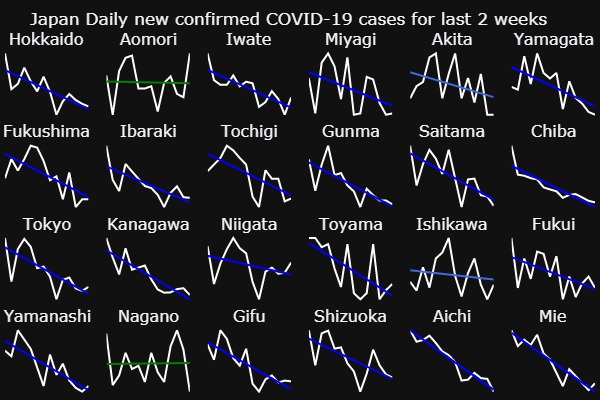 Japan Daily new confirmed COVID-19 cases for last 2 weeks
Hokkaido Aomori Iwate Miyagi Akita Yamagata
Fukushima Ibaraki Tochigi Gunma Saitama Chiba
Tokyo Kanagawa Niigata Toyama Ishikawa Fukui
Yamanashi Nagano Gifu Shizuoka Aichi Mie